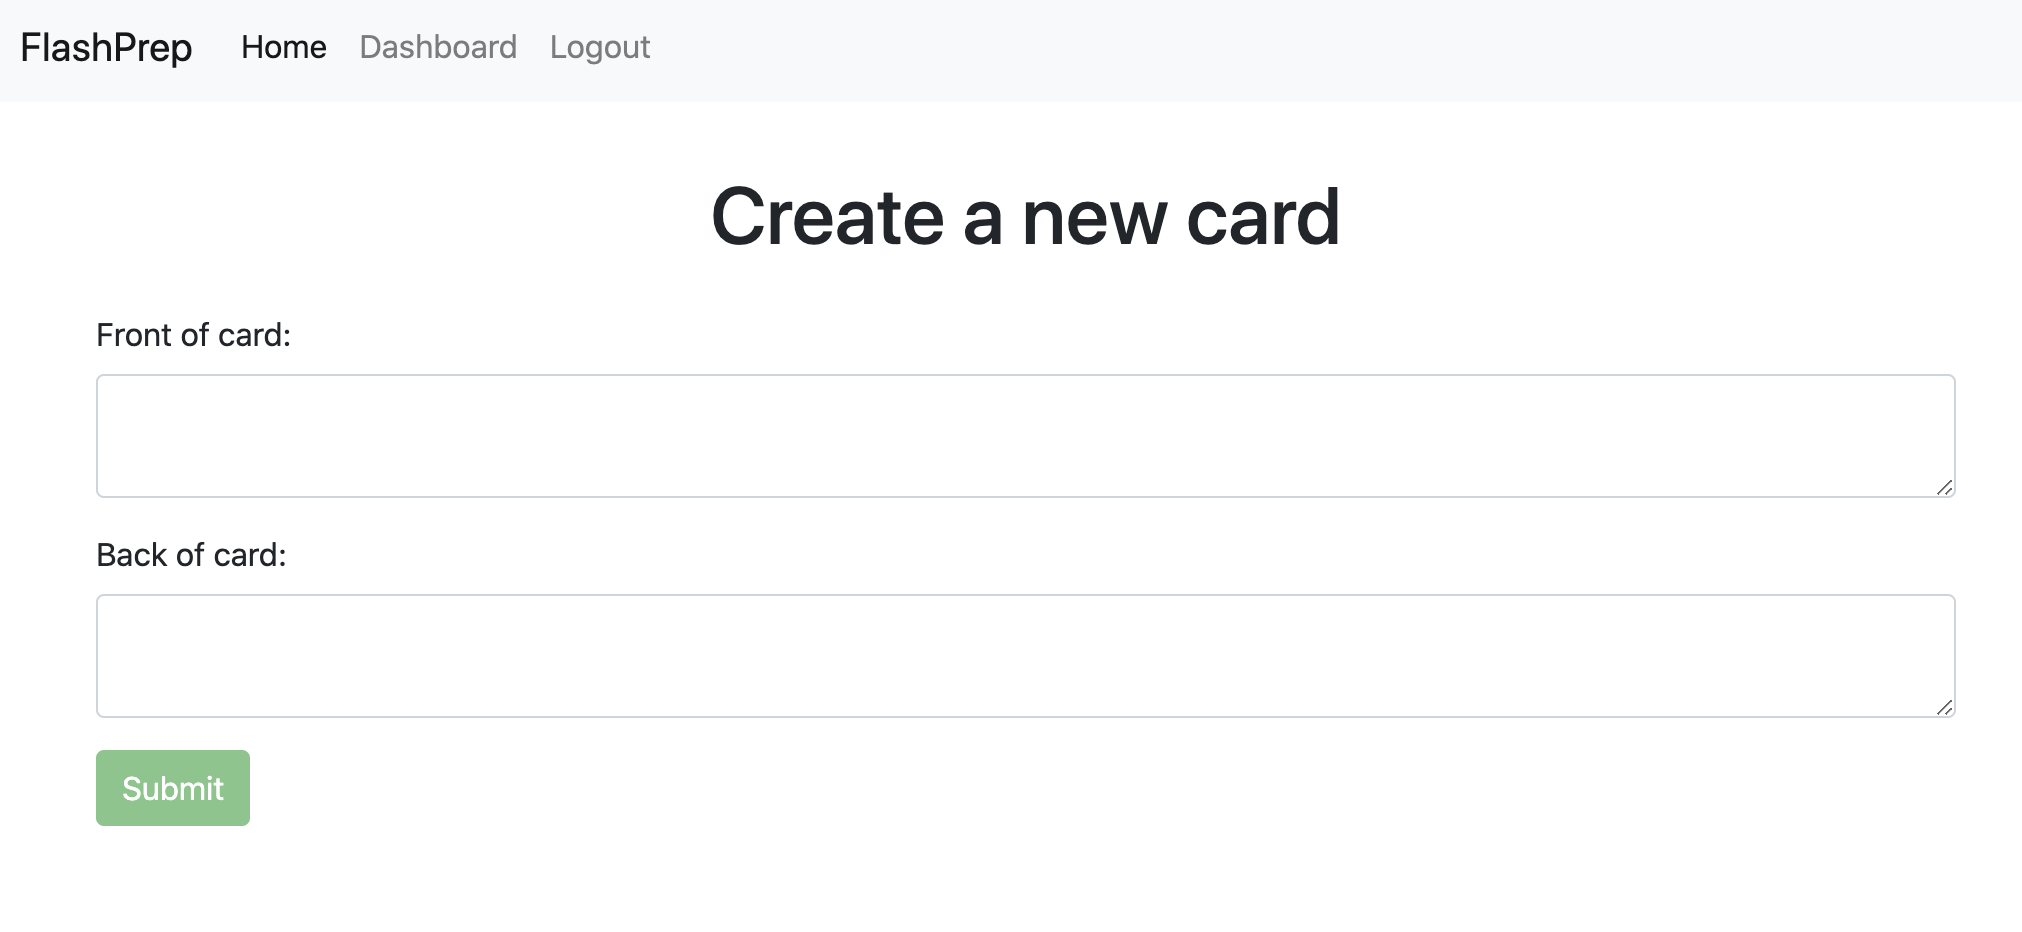 FlashPrep Home Dashboard Logout
Create a new card
Front of card:
Back of card:
Submit